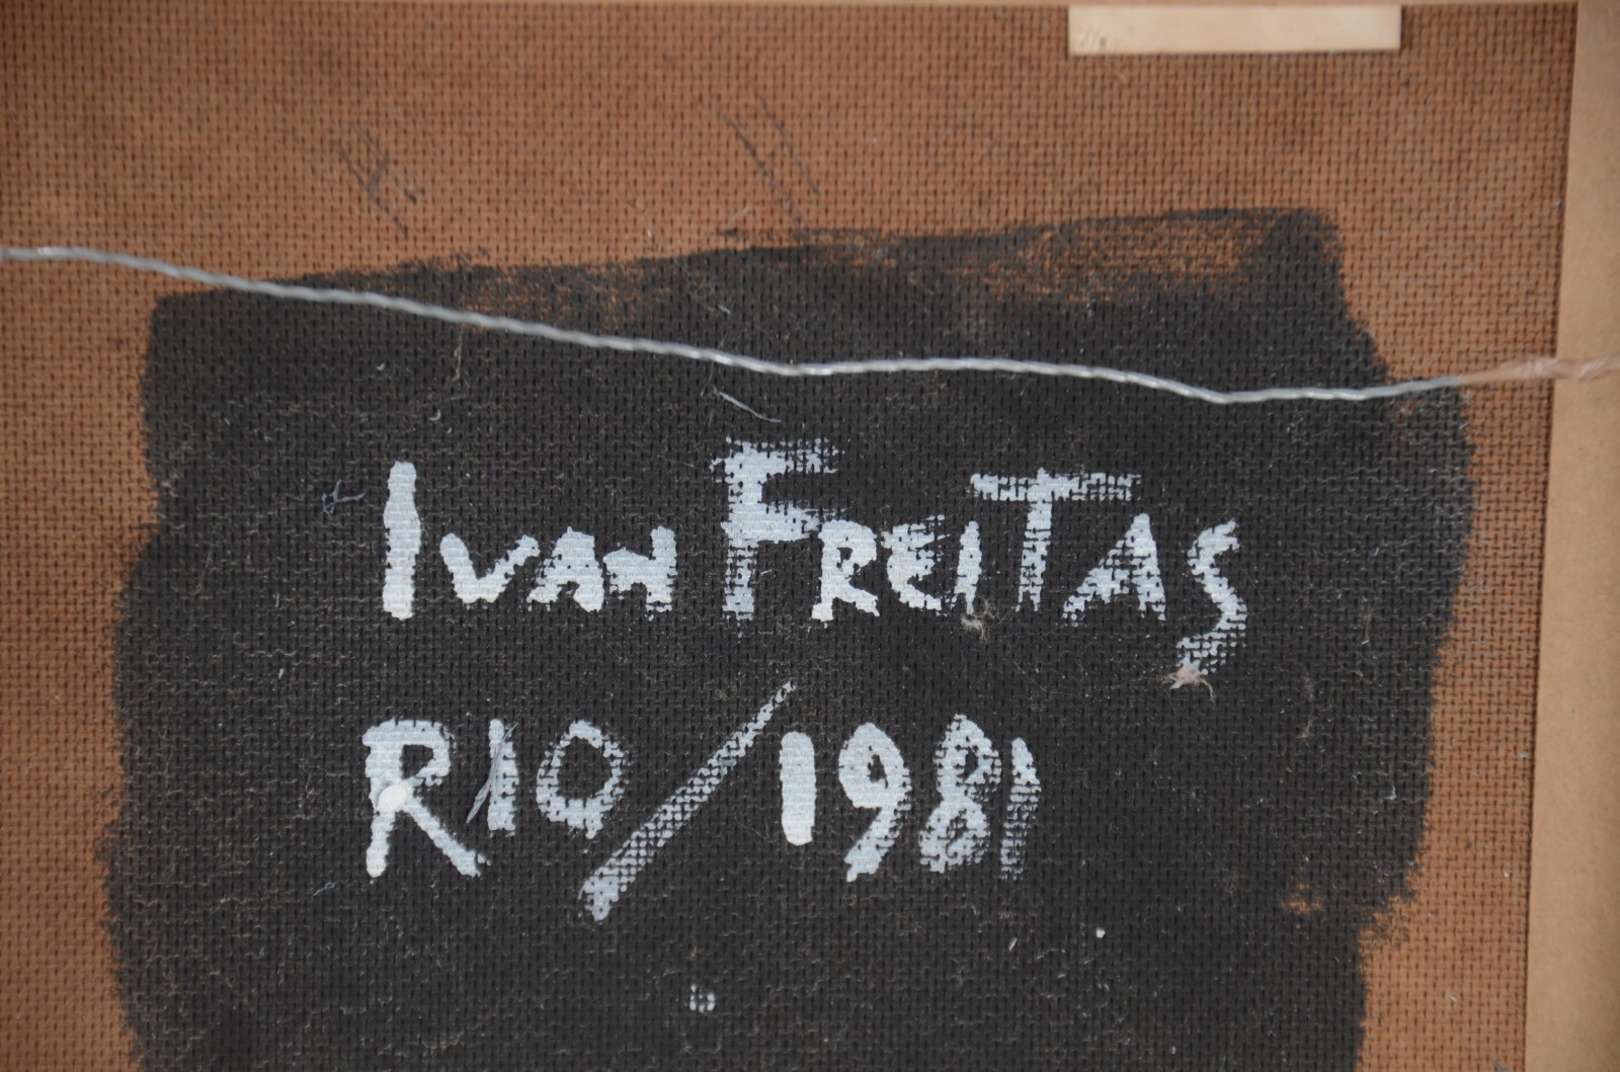 Ivan Freitas
RIO/1981